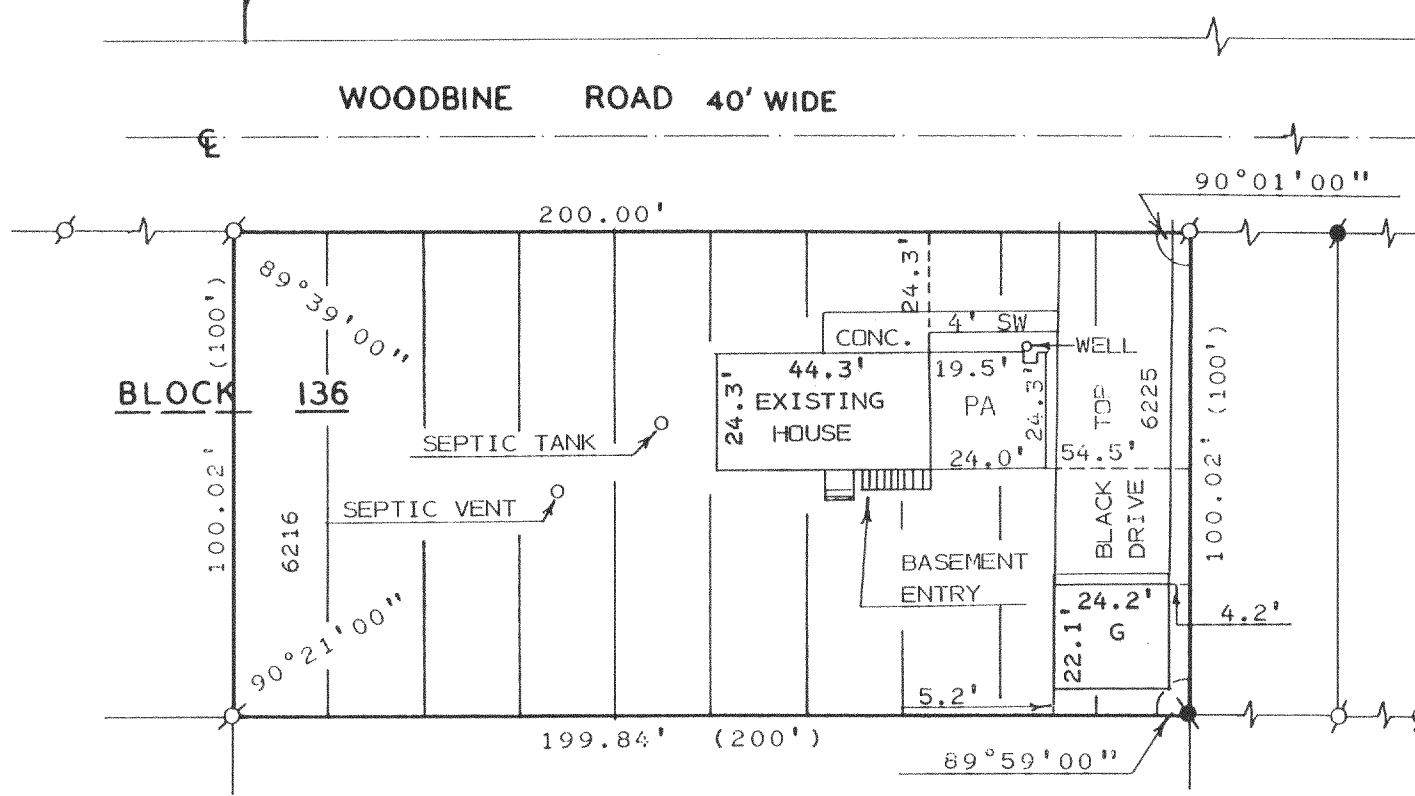 WOODBINE ROAD 40' WIDE
℄
90°01'00"
200.00'
89°39'00"
(100')
100.02'
BLOCK 136
24.3'
CONC.
4' SW
WELL
44.3'
19.5'
24.3'
EXISTING
HOUSE
PA
24.3'
24.0'
54.5'
BLACK TOP
DRIVE
6225
100.02' (100')
SEPTIC TANK
SEPTIC VENT
6216
BASEMENT
ENTRY
24.2'
G
22.1'
4.2'
90°21'00"
5.2'
199.84' (200')
89°59'00"